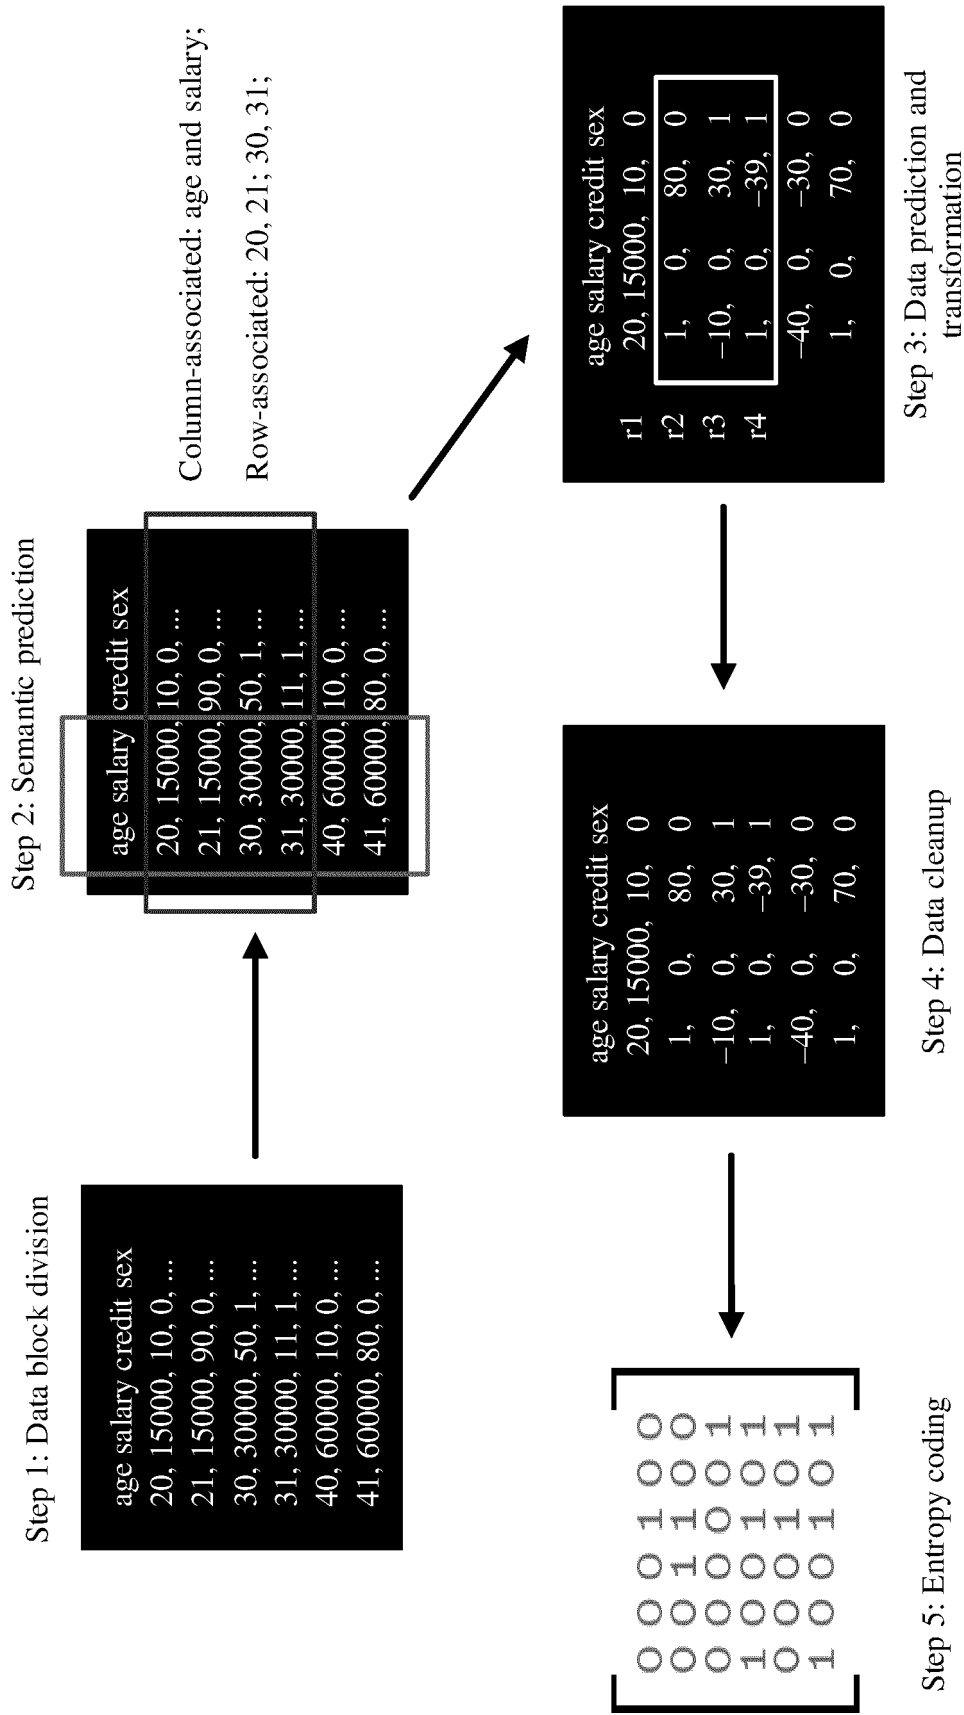 Step 1: Data block division
age salary credit sex
20, 15000, 10, 0, ...
21, 15000, 90, 0, ...
30, 30000, 50, 1, ...
31, 30000, 11, 1, ...
40, 60000, 10, 0, ...
41, 60000, 80, 0, ...
Step 2: Semantic prediction
age salary credit sex
20, 15000, 10, 0, ...
21, 15000, 90, 0, ...
30, 30000, 50, 1, ...
31, 30000, 11, 1, ...
40, 60000, 10, 0, ...
41, 60000, 80, 0, ...
Column-associated: age and salary;
Row-associated: 20, 21; 30, 31;
age salary credit sex
r1 20, 15000, 10, 0
r2 1, 0, 80, 0
r3 –10, 0, 30, 1
r4 1, 0, –39, 1
–40, 0, –30, 0
1, 0, 70, 0
Step 3: Data prediction and
transformation
age salary credit sex
20, 15000, 10, 0
1, 0, 80, 0
–10, 0, 30, 1
1, 0, –39, 1
–40, 0, –30, 0
1, 0, 70, 0
Step 4: Data cleanup
0 0 0 1 0 0
0 0 1 1 0 0
0 0 0 0 0 1
1 0 0 1 0 1
0 0 0 1 0 1
1 0 0 1 0 1
Step 5: Entropy coding